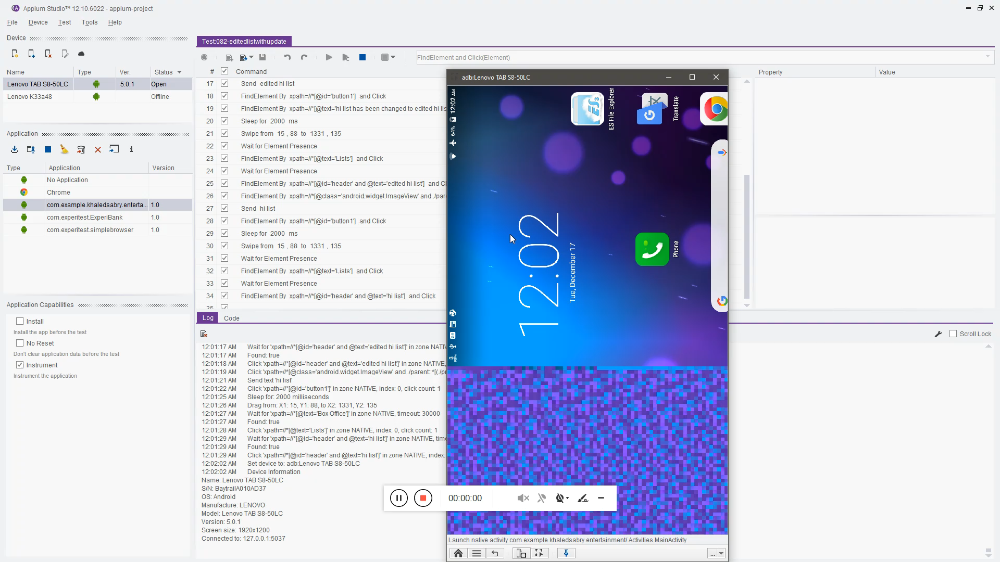 Appium Studio™ 12.10.6022 - appium-project
File Device Test Tools Help
Device
Name Type Ver. Status
Lenovo TAB S8-50LC 5.0.1 Open
Lenovo K33a48 Offline
Application
Type Application Version
No Application
Chrome
com.example.khaledsabry.enterta... 1.0
com.experitest.ExperiBank 1.0
com.experitest.simplebrowser 1.0
Application Capabilities
Install
Install the app before the test
No Reset
Don't clear application data before the test
Instrument
Instrument the application
Test:082-editedlistwithupdate
FindElement and Click(Element)
# Command
17 Send edited hi list
18 FindElement By xpath=//*[@id='button1'] and Click
19 FindElement By xpath=//*[@text='hi list has been changed to edited hi lis
20 Sleep for 2000 ms
21 Swipe from 15 , 88 to 1331 , 135
22 Wait for Element Presence
23 FindElement By xpath=//*[@text='Lists'] and Click
24 Wait for Element Presence
25 FindElement By xpath=//*[@id='header' and @text='edited hi list'] and Cl
26 FindElement By xpath=//*[@class='android.widget.ImageView' and ./pare
27 Send hi list
28 FindElement By xpath=//*[@id='button1'] and Click
29 Sleep for 2000 ms
30 Swipe from 15 , 88 to 1331 , 135
31 Wait for Element Presence
32 FindElement By xpath=//*[@text='Lists'] and Click
33 Wait for Element Presence
34 FindElement By xpath=//*[@id='header' and @text='hi list'] and Click
35
Log Code
Scroll Lock
12:01:17 AM Wait for 'xpath=//*[@id='header' and @text='edited hi list']' in zone NATIV
12:01:17 AM Found: true
12:01:18 AM Click 'xpath=//*[@id='header' and @text='edited hi list']' in zone NATIVE,
12:01:19 AM Click 'xpath=//*[@class='android.widget.ImageView' and ./parent::*[(./pr
12:01:21 AM Send text 'hi list'
12:01:22 AM Click 'xpath=//*[@id='button1']' in zone NATIVE, index: 0, click count: 1
12:01:25 AM Sleep for: 2000 milliseconds
12:01:26 AM Drag from: X1: 15, Y1: 88, to X2: 1331, Y2: 135
12:01:27 AM Wait for 'xpath=//*[@text='Box Office']' in zone NATIVE, timeout: 30000
12:01:27 AM Found: true
12:01:28 AM Click 'xpath=//*[@text='Lists']' in zone NATIVE, index: 0, click count: 1
12:01:29 AM Wait for 'xpath=//*[@id='header' and @text='hi list']' in zone NATIVE, time
12:01:29 AM Found: true
12:01:29 AM Click 'xpath=//*[@id='header' and @text='hi list']' in zone NATIVE, index:
12:02:02 AM Set device to: adb:Lenovo TAB S8-50LC
12:02:02 AM Device Information
Name: Lenovo TAB S8-50LC
S/N: BaytrailA010AD37
OS: Android
Manufacture: LENOVO
Model: Lenovo TAB S8-50LC
Version: 5.0.1
Screen size: 1920x1200
Connected to: 127.0.0.1:5037
Property Value
adb:Lenovo TAB S8-50LC
3 KB/s
64% 12:02 AM
12:02
Tue, December 17
ES File Explorer
Translate
Phone
00:00:00
Launch native activity com.example.khaledsabry.entertainment/.Activities.MainActivity
...